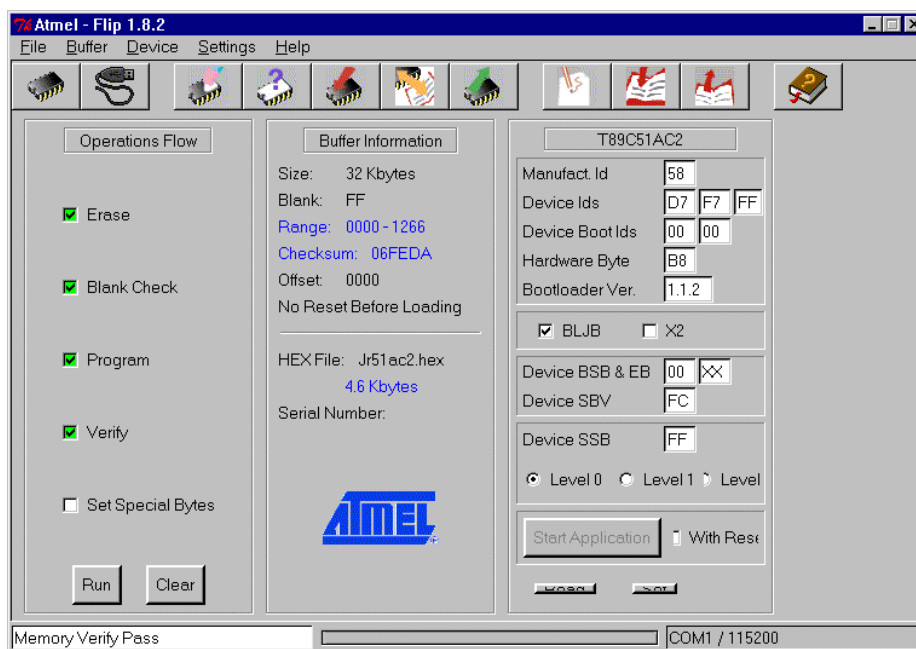 Atmel - Flip 1.8.2
File Buffer Device Settings Help
Operations Flow
Erase
Blank Check
Program
Verify
Set Special Bytes
Run Clear
Buffer Information
Size: 32 Kbytes
Blank: FF
Range: 0000 - 1266
Checksum: 06FEDA
Offset: 0000
No Reset Before Loading
HEX File: Jr51ac2.hex
4.6 Kbytes
Serial Number:
ATMEL
T89C51AC2
Manufact. Id 58
Device Ids D7 F7 FF
Device Boot Ids 00 00
Hardware Byte B8
Bootloader Ver. 1.1.2
BLJB X2
Device BSB & EB 00 XX
Device SBV FC
Device SSB FF
Level 0 Level 1 Level
Start Application With Rese
Memory Verify Pass
COM1 / 115200